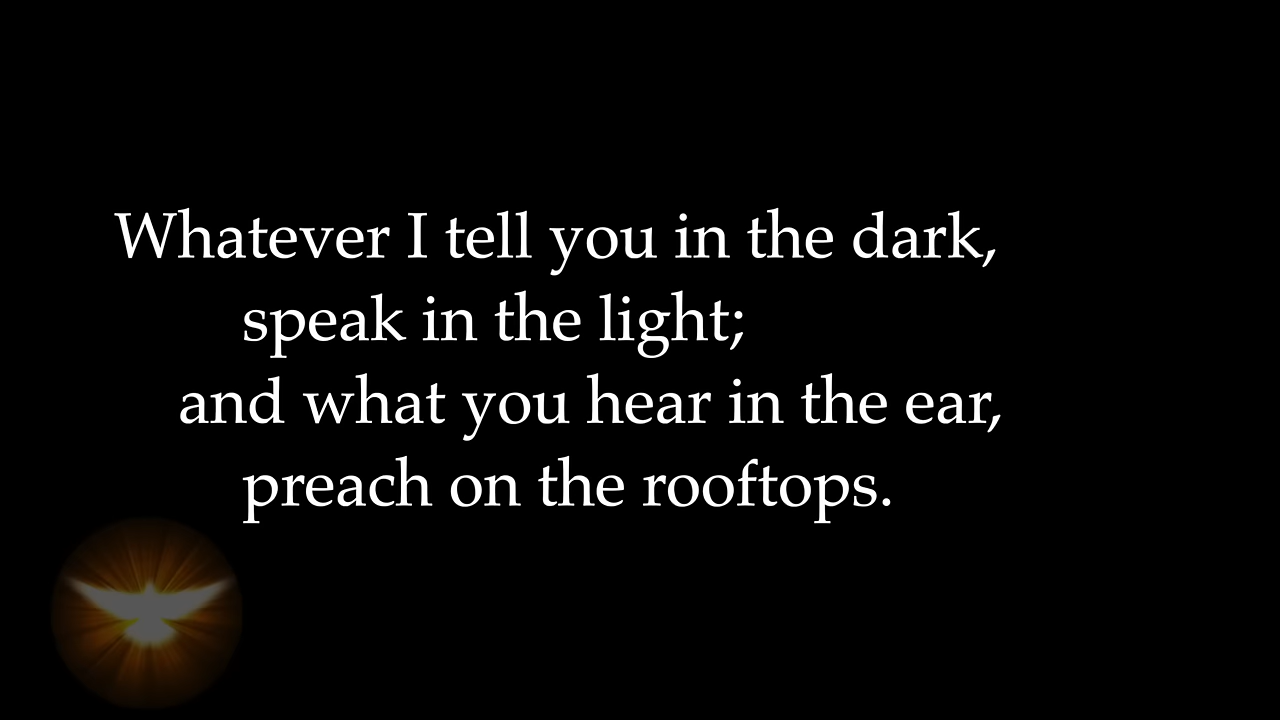 Whatever I tell you in the dark,
speak in the light;
and what you hear in the ear,
preach on the rooftops.